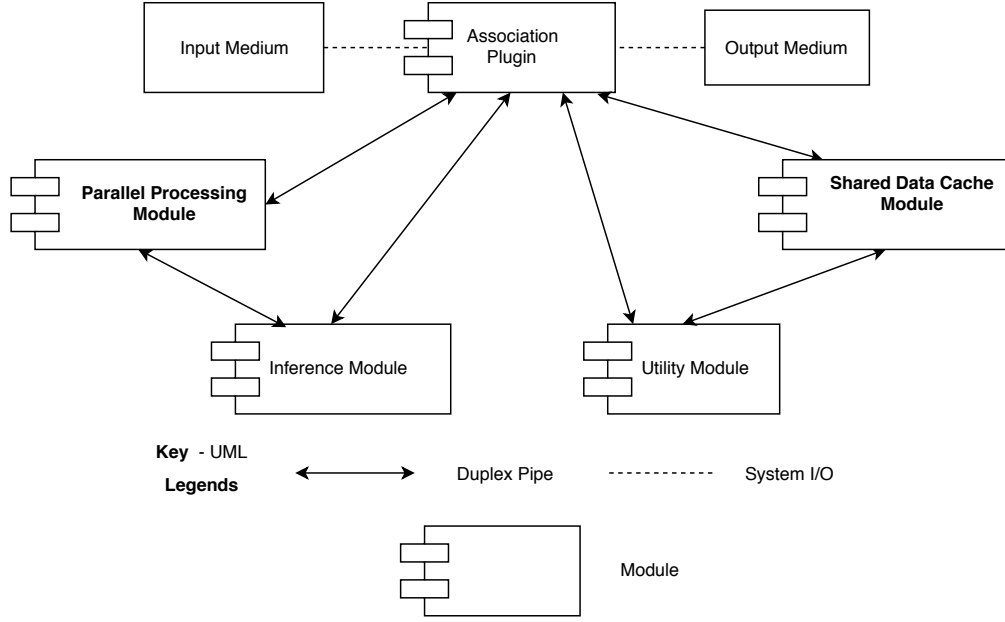 Input Medium
Association
Plugin
Output Medium
Parallel Processing
Module
Shared Data Cache
Module
Inference Module
Utility Module
Key - UML
Legends
Duplex Pipe
System I/O
Module